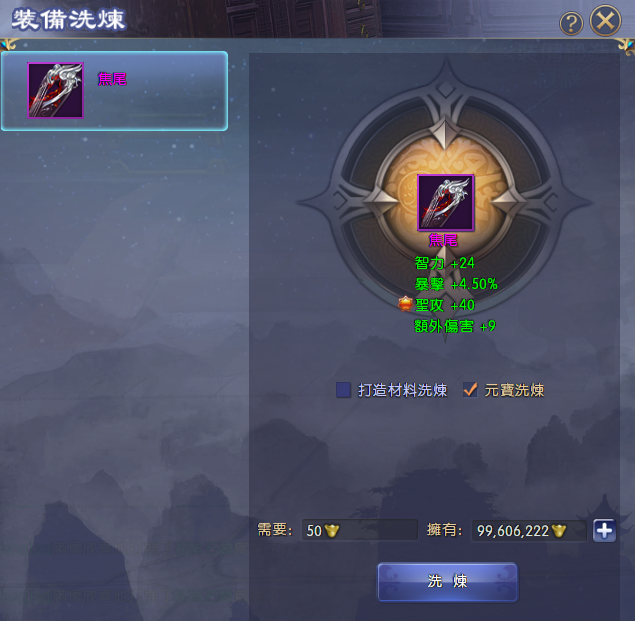 裝備洗煉
?
焦尾
焦尾
智力 +24
暴擊 +4.50%
聖攻 +40
額外傷害 +9
打造材料洗煉 元寶洗煉
需要: 50 擁有: 99,606,222
洗煉